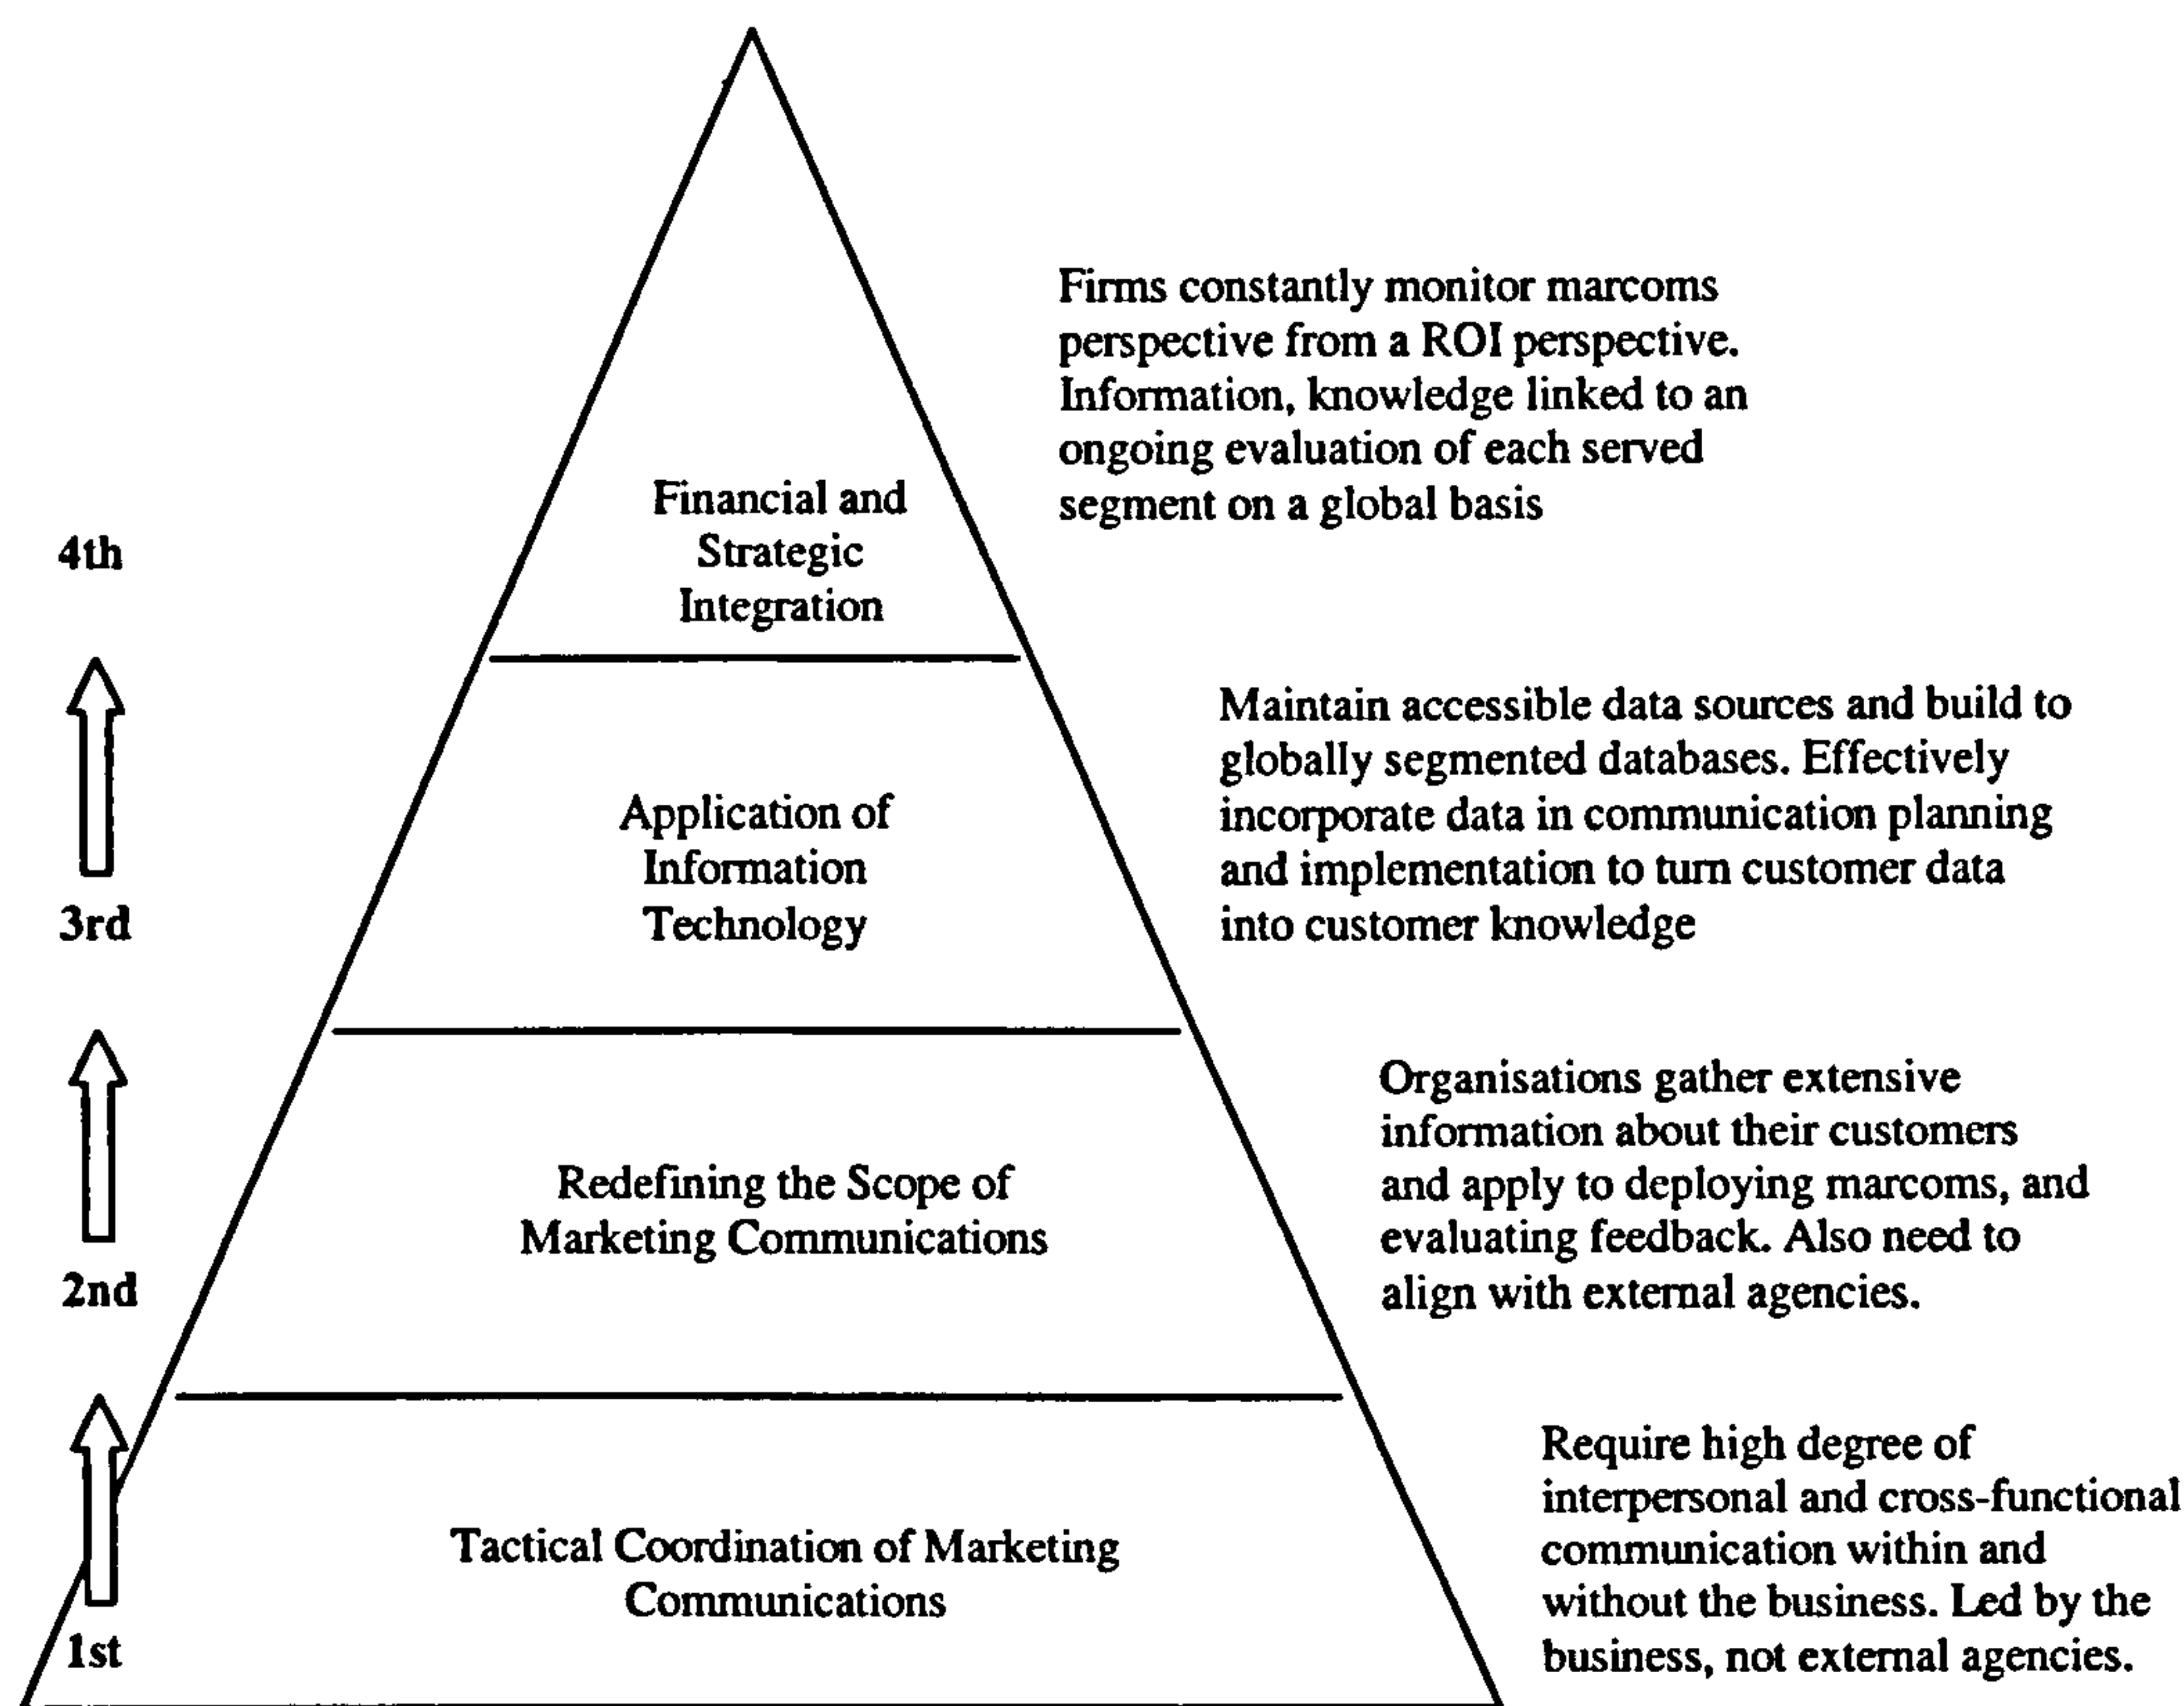 Firms constantly monitor marcoms
perspective from a ROI perspective.
Information, knowledge linked to an
ongoing evaluation of each served
segment on a global basis
Financial and
Strategic
Integration
4th
Maintain accessible data sources and build to
globally segmented databases. Effectively
incorporate data in communication planning
and implementation to turn customer data
into customer knowledge
Application of
Information
Technology
3rd
Organisations gather extensive
information about their customers
and apply to deploying marcoms, and
evaluating feedback. Also need to
align with external agencies.
Redefining the Scope of
Marketing Communications
2nd
Require high degree of
interpersonal and cross-functional
communication within and
without the business. Led by the
business, not external agencies.
Tactical Coordination of Marketing
Communications
1st